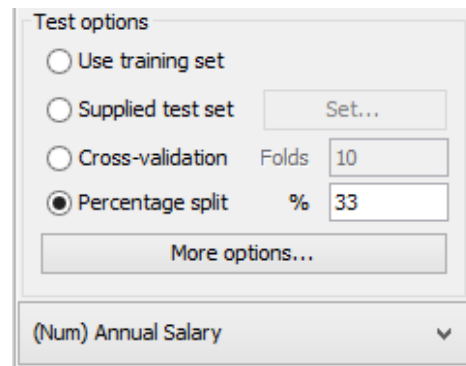 Test options
Use training set
Supplied test set Set...
Cross-validation Folds 10
Percentage split % 33
More options...
(Num) Annual Salary